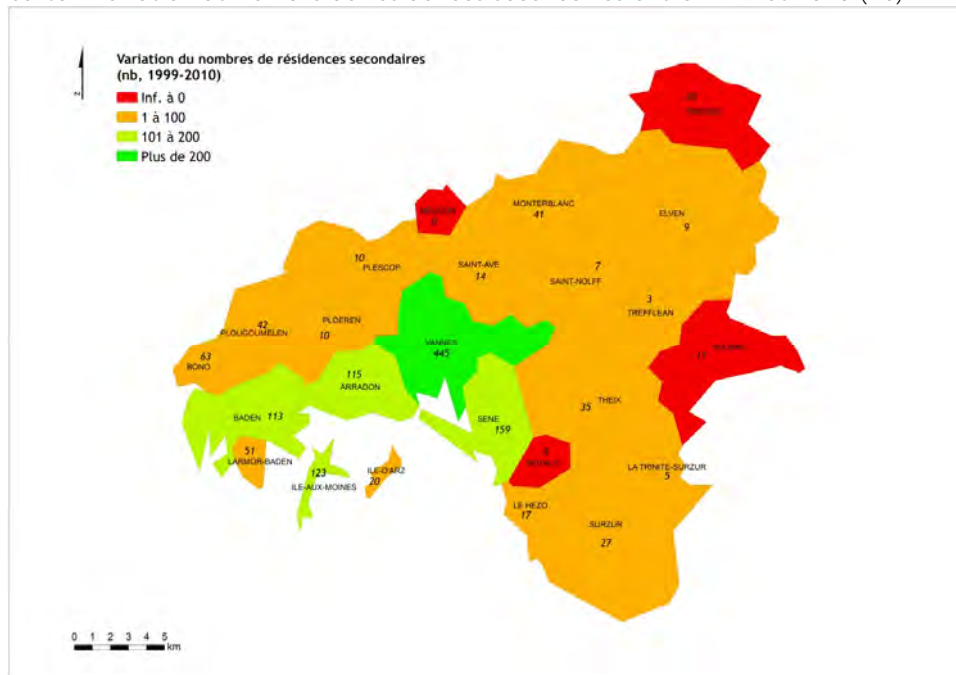 Variation du nombres de résidences secondaires
(nb, 1999-2010)
Inf. à 0
1 à 100
101 à 200
Plus de 200
N
MONTERBLANC
41
ELVEN
9
10
PLESCOP
SAINT-AVE
14
7
SAINT-NOLFF
3
TREFFLEAN
42
PLOUGOUMELEN
PLOEREN
10
VANNES
445
63
BONO
115
ARRADON
BADEN 113
SENE
159
35 THEIX
51
LARMOR-BADEN
123
ILE-AUX-MOINES
ILE-D'ARZ
20
LA TRINITE-SURZUR
5
LE HEZO
17
SURZUR
27
0 1 2 3 4 5
km